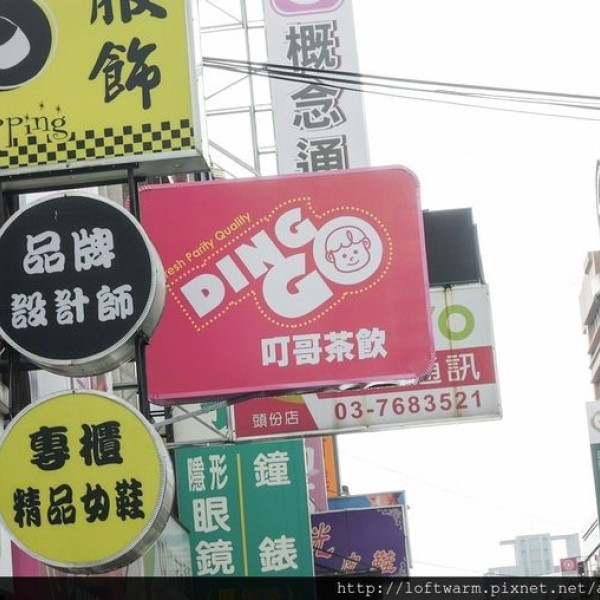 服飾
pping
概念通
品牌
設計師
Fresh Parity Quality
DING
GO
叮哥茶飲
通訊
頭份店
03-7683521
專櫃
精品女鞋
隱形
眼鏡
鐘
錶
皮鞋
http://loftwarm.pixnet.net/